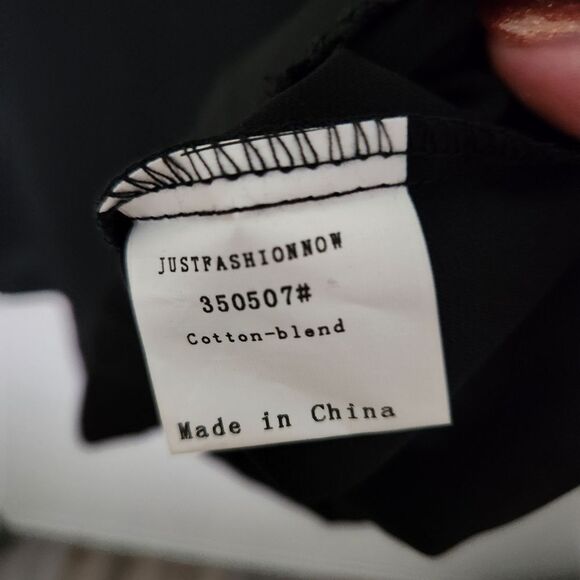 JUSTFASHIONNOW
350507#
Cotton-blend
Made in China